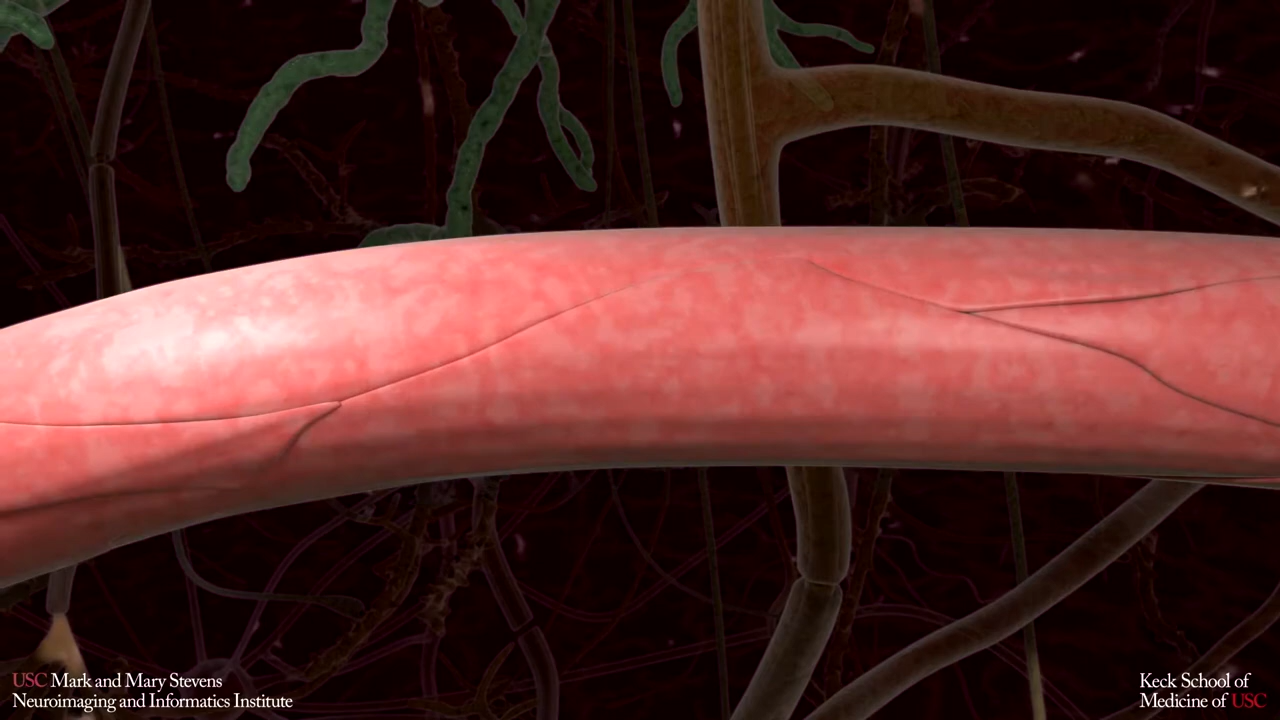 USC Mark and Mary Stevens
Neuroimaging and Informatics Institute
Keck School of
Medicine of USC